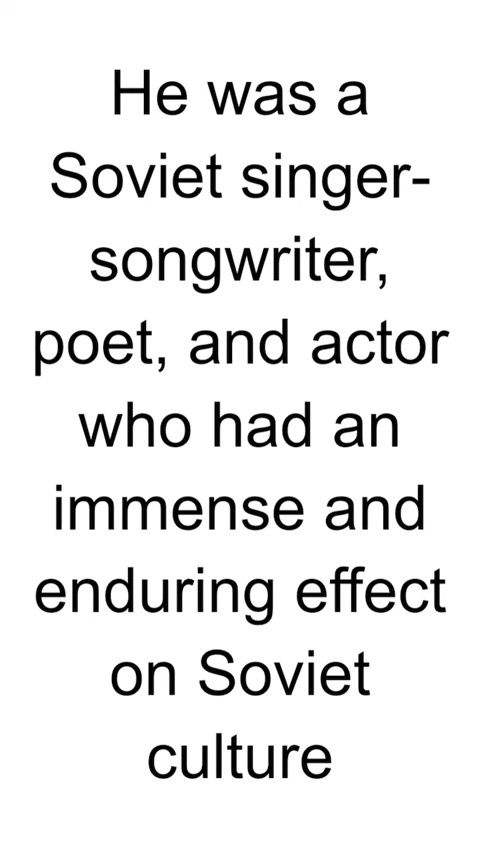 He was a
Soviet singer-
songwriter,
poet, and actor
who had an
immense and
enduring effect
on Soviet
culture